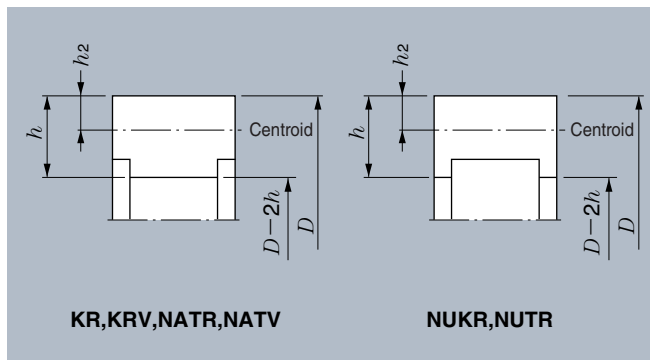 h2
h
Centroid
D−2h
D
KR,KRV,NATR,NATV
h2
h
Centroid
D−2h
D
NUKR,NUTR